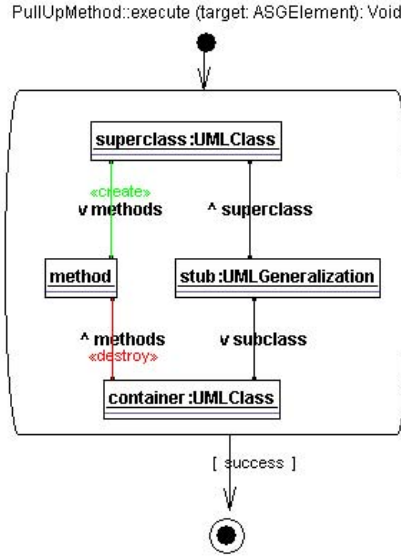 PullUpMethod::execute (target: ASGElement): Void
superclass :UMLClass
«create»
v methods
^ superclass
method
stub :UMLGeneralization
^ methods
«destroy»
v subclass
container :UMLClass
[ success ]